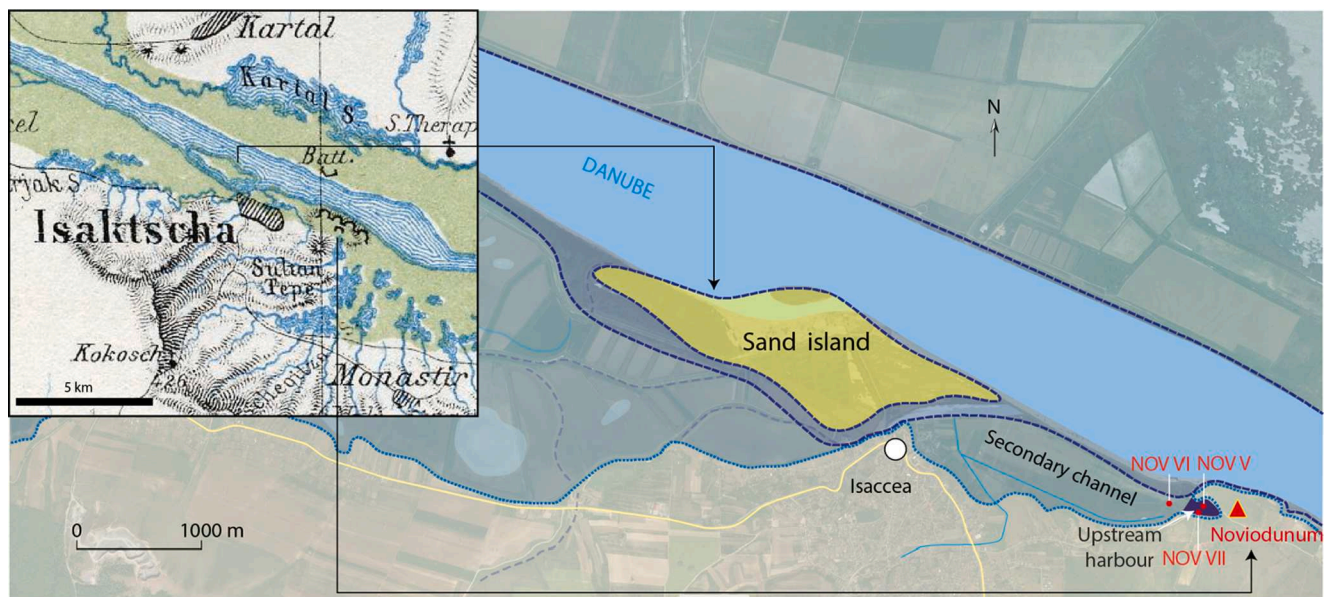 Kartal
Kartal S.
S. Therap
Batt.
Isaktscha
Sultan
Tepe
Kokosch
426
Monastir
5 km
DANUBE
N
Sand island
Secondary channel
Isaccea
0 1000 m
NOV VI NOV V
Upstream
harbour
NOV VII
Noviodunum